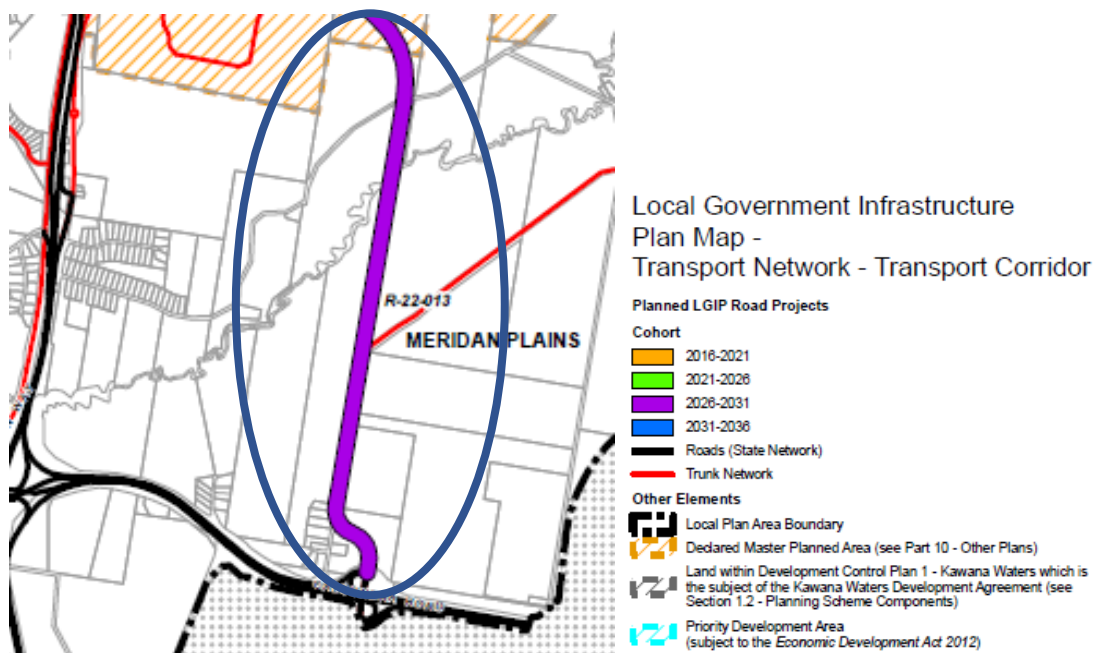 R-22-013
MERIDAN PLAINS
Local Government Infrastructure
Plan Map -
Transport Network - Transport Corridor
Planned LGIP Road Projects
Cohort
2016-2021
2021-2026
2026-2031
2031-2036
Roads (State Network)
Trunk Network
Other Elements
Local Plan Area Boundary
Declared Master Planned Area (see Part 10 - Other Plans)
Land within Development Control Plan 1 - Kawana Waters which is
the subject of the Kawana Waters Development Agreement (see
Section 1.2 - Planning Scheme Components)
Priority Development Area
(subject to the Economic Development Act 2012)